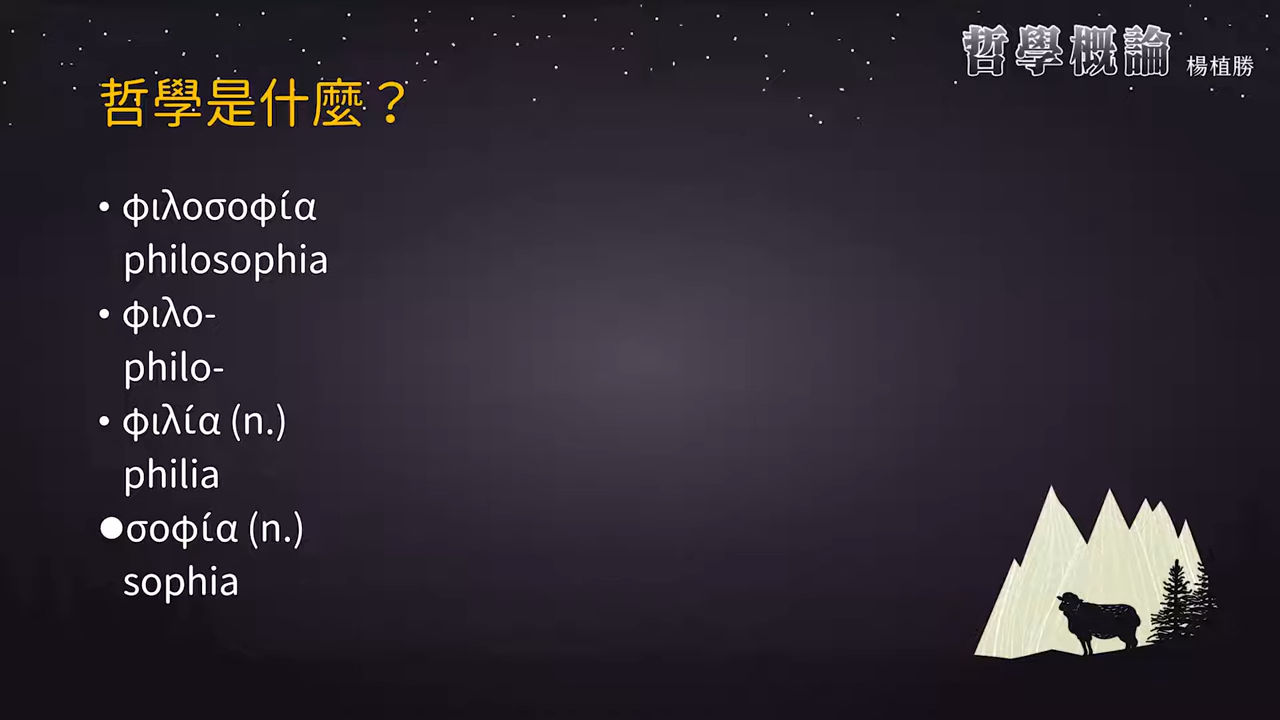 哲學概論 楊植勝
哲學是什麼？
• φιλοσοφία
philosophia
• φιλο-
philo-
• φιλία (n.)
philia
●σοφία (n.)
sophia